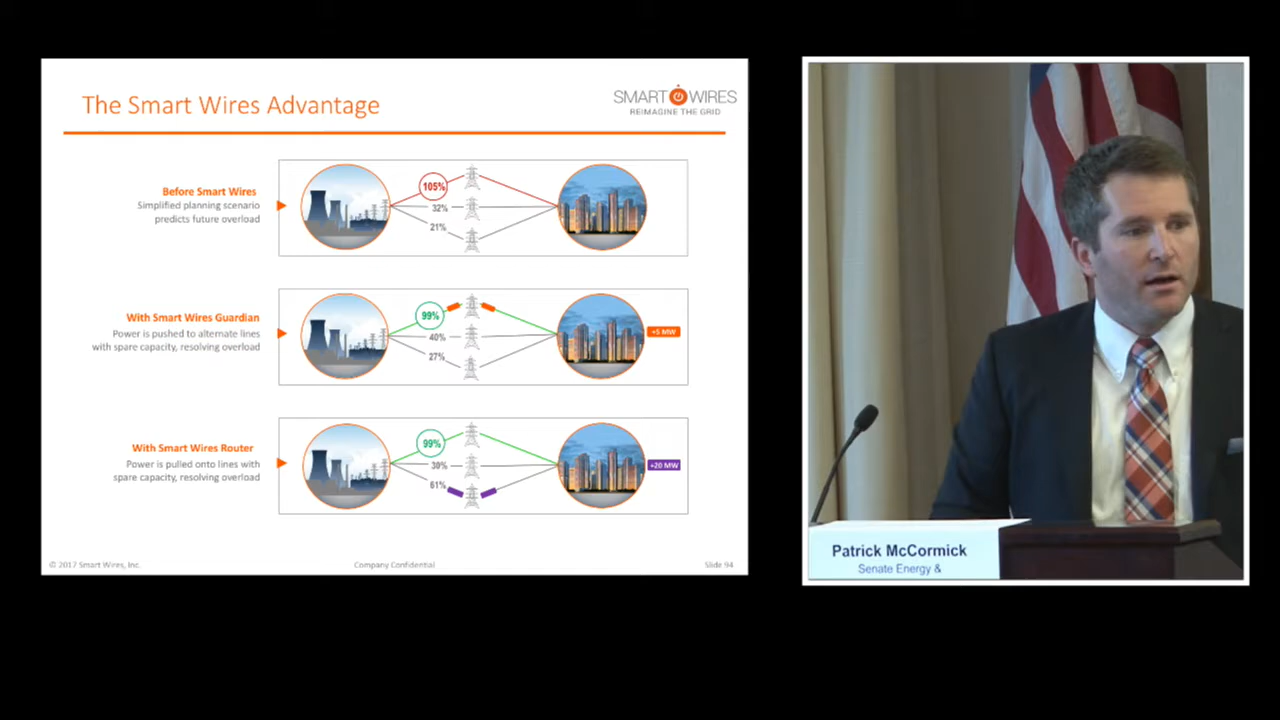 The Smart Wires Advantage
SMART WIRES
REIMAGINE THE GRID
Before Smart Wires
Simplified planning scenario
predicts future overload
105%
32%
21%
With Smart Wires Guardian
Power is pushed to alternate lines
with spare capacity, resolving overload
99%
40%
27%
+5 MW
With Smart Wires Router
Power is pulled onto lines with
spare capacity, resolving overload
99%
30%
61%
+20 MW
© 2017 Smart Wires, Inc.
Company Confidential
Slide 94
Patrick McCormick
Senate Energy &